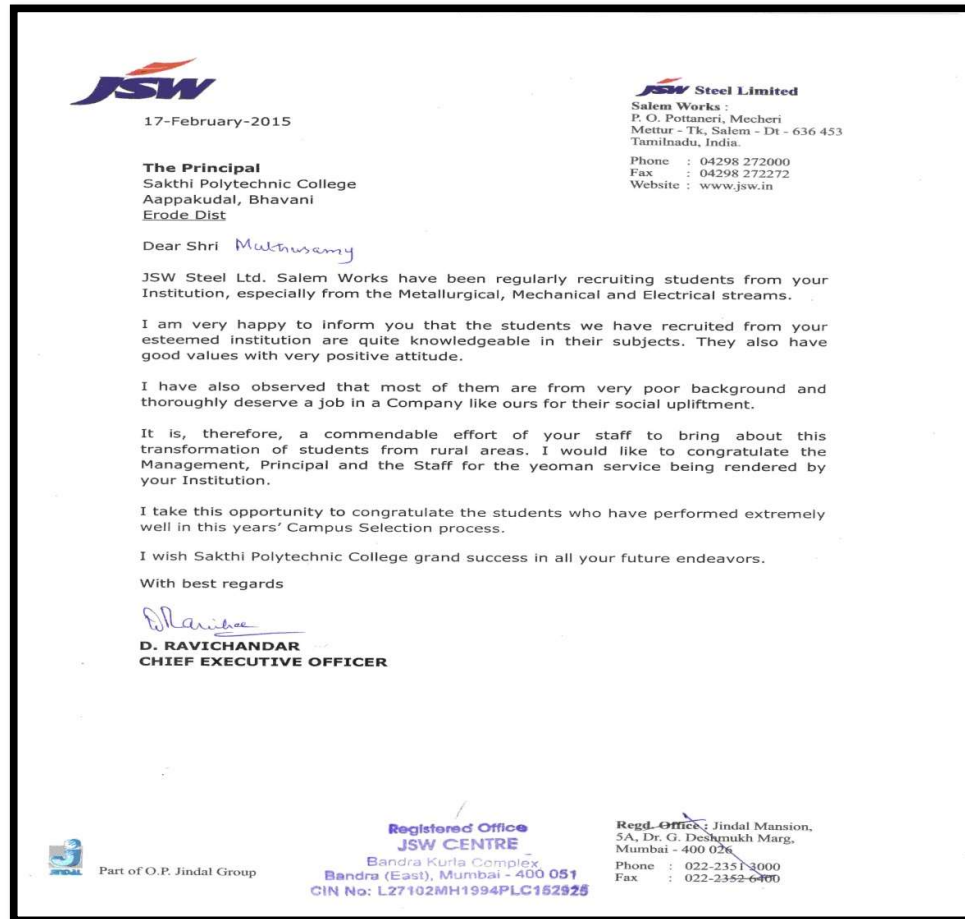 JSW
17-February-2015
JSW Steel Limited
Salem Works :
P. O. Pottaneri, Mecheri
Mettur - Tk, Salem - Dt - 636 453
Tamilnadu, India.
Phone : 04298 272000
Fax : 04298 272272
Website : www.jsw.in
The Principal
Sakthi Polytechnic College
Aappakudal, Bhavani
Erode Dist
Dear Shri Muthusamy
JSW Steel Ltd. Salem Works have been regularly recruiting students from your
Institution, especially from the Metallurgical, Mechanical and Electrical streams.
I am very happy to inform you that the students we have recruited from your
esteemed institution are quite knowledgeable in their subjects. They also have
good values with very positive attitude.
I have also observed that most of them are from very poor background and
thoroughly deserve a job in a Company like ours for their social upliftment.
It is, therefore, a commendable effort of your staff to bring about this
transformation of students from rural areas. I would like to congratulate the
Management, Principal and the Staff for the yeoman service being rendered by
your Institution.
I take this opportunity to congratulate the students who have performed extremely
well in this years' Campus Selection process.
I wish Sakthi Polytechnic College grand success in all your future endeavors.
With best regards
D. RAVICHANDAR
CHIEF EXECUTIVE OFFICER
JINDAL
Part of O.P. Jindal Group
Registered Office
JSW CENTRE
Bandra Kurla Complex
Bandra (East), Mumbai - 400 051
CIN No: L27102MH1994PLC152925
Regd. Office : Jindal Mansion,
5A, Dr. G. Deshmukh Marg,
Mumbai - 400 026
Phone : 022-2351 3000
Fax : 022-2352 6400